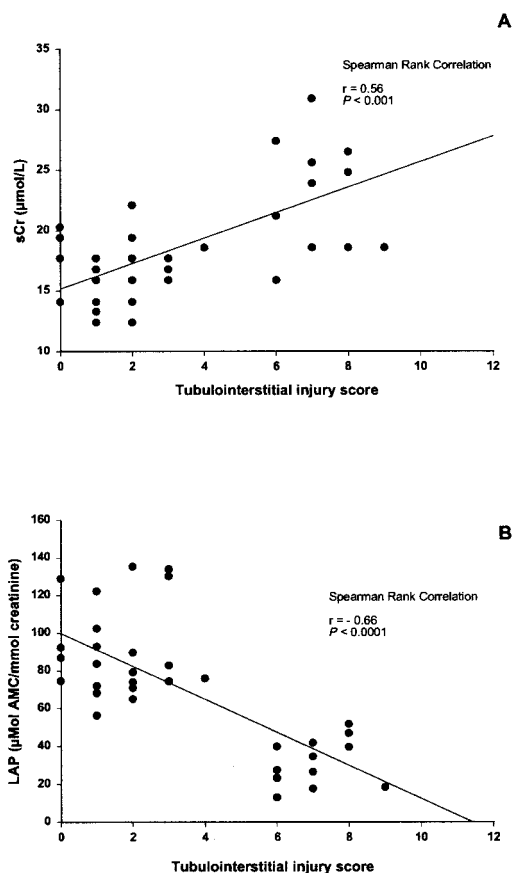 A
Spearman Rank Correlation
r = 0.56
P < 0.001
35
30
25
20
15
10
sCr (µmol/L)
0 2 4 6 8 10 12
Tubulointerstitial injury score
B
Spearman Rank Correlation
r = - 0.66
P < 0.0001
160
140
120
100
80
60
40
20
0
LAP (µMol AMC/mmol creatinine)
0 2 4 6 8 10 12
Tubulointerstitial injury score